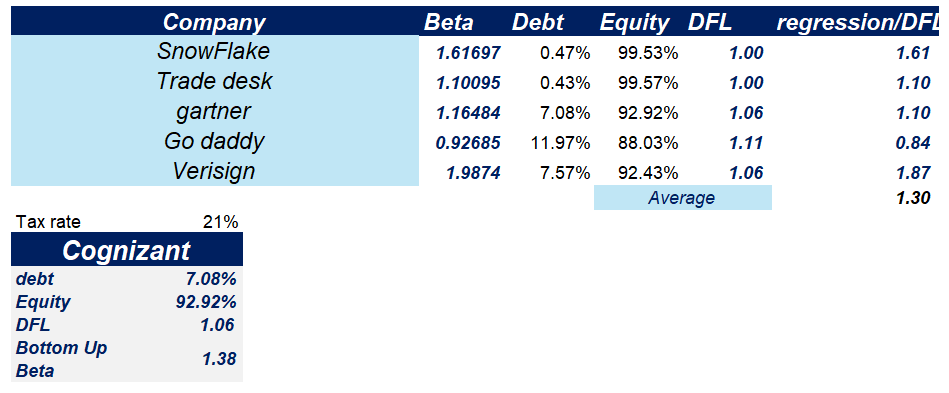 Company Beta Debt Equity DFL regression/DFL
SnowFlake 1.61697 0.47% 99.53% 1.00 1.61
Trade desk 1.10095 0.43% 99.57% 1.00 1.10
gartner 1.16484 7.08% 92.92% 1.06 1.10
Go daddy 0.92685 11.97% 88.03% 1.11 0.84
Verisign 1.9874 7.57% 92.43% 1.06 1.87
Average 1.30
Tax rate 21%
Cognizant
debt 7.08%
Equity 92.92%
DFL 1.06
Bottom Up
Beta 1.38